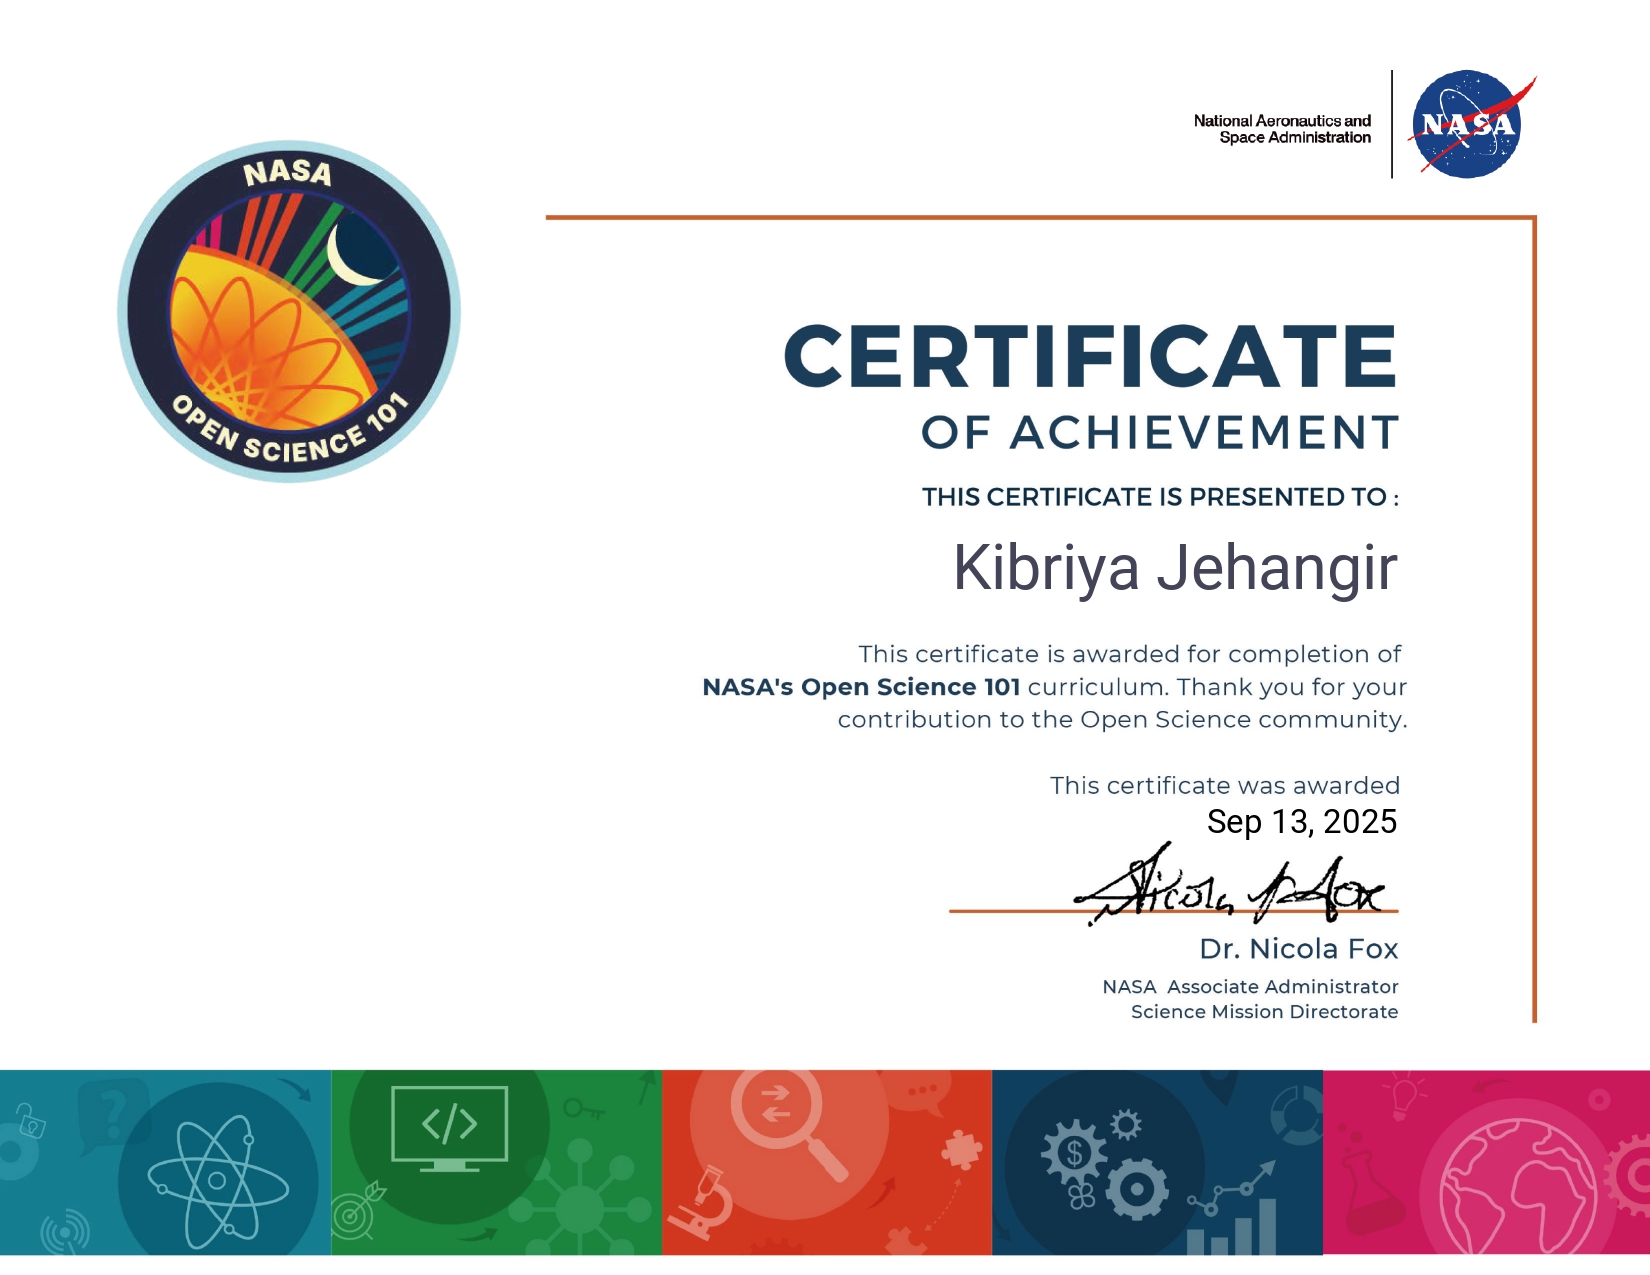 National Aeronautics and
Space Administration
NASA
NASA
OPEN SCIENCE 101
CERTIFICATE
OF ACHIEVEMENT
THIS CERTIFICATE IS PRESENTED TO :
Kibriya Jehangir
This certificate is awarded for completion of
NASA's Open Science 101 curriculum. Thank you for your
contribution to the Open Science community.
This certificate was awarded
Sep 13, 2025
Nicola Fox
Dr. Nicola Fox
NASA Associate Administrator
Science Mission Directorate
?
</>
$